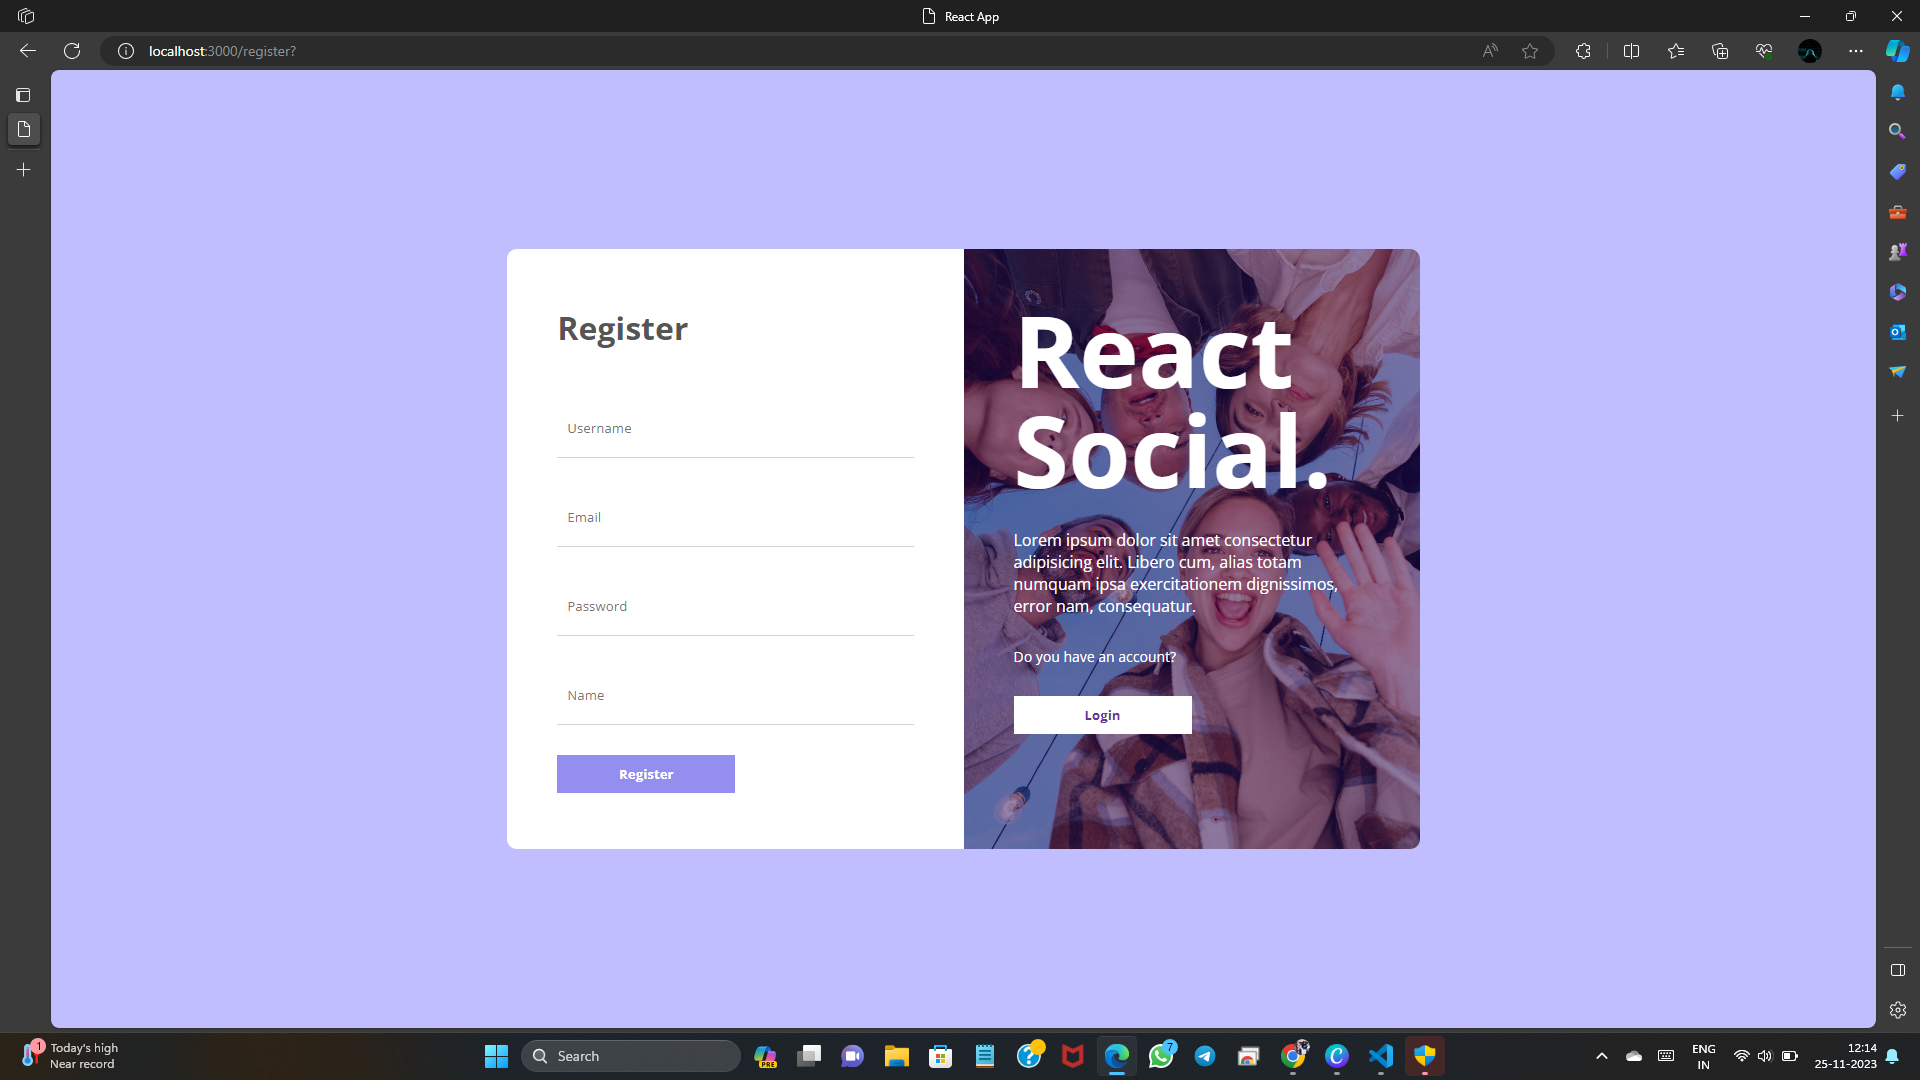 React App
localhost:3000/register?
Register
Username
Email
Password
Name
Register
React
Social.
Lorem ipsum dolor sit amet consectetur
adipisicing elit. Libero cum, alias totam
numquam ipsa exercitationem dignissimos,
error nam, consequatur.
Do you have an account?
Login
1
Today's high
Near record
Search
PRE
7
ENG
IN
12:14
25-11-2023